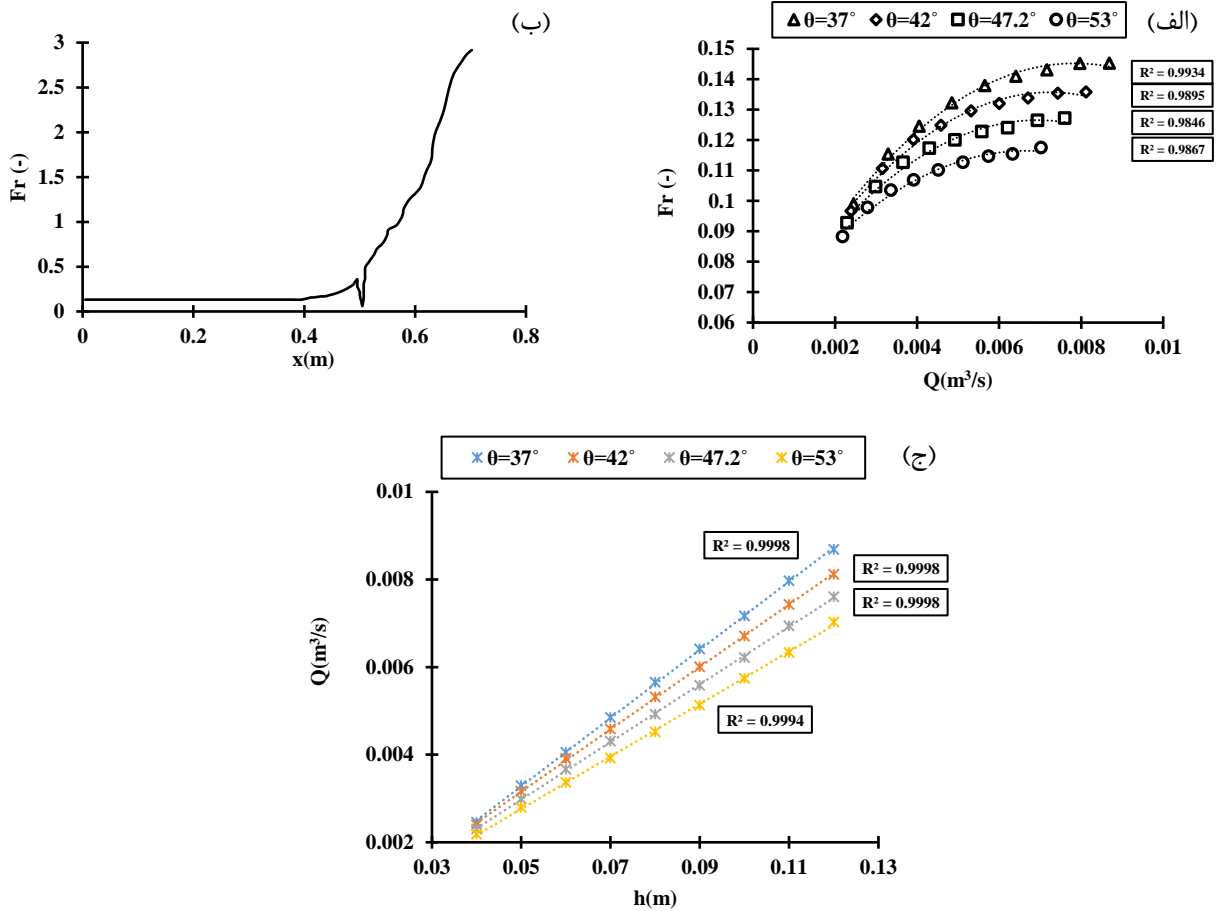 (ب)
3
2.5
2
1.5
1
0.5
0
Fr (-)
0 0.2 0.4 0.6 0.8
x(m)
(الف)
θ=37° θ=42° θ=47.2° θ=53°
0.15
0.14
0.13
0.12
0.11
0.1
0.09
0.08
0.07
0.06
Fr (-)
R² = 0.9934
R² = 0.9895
R² = 0.9846
R² = 0.9867
0 0.002 0.004 0.006 0.008 0.01
Q(m³/s)
(ج)
θ=37° θ=42° θ=47.2° θ=53°
0.01
0.008
0.006
0.004
0.002
Q(m³/s)
R² = 0.9998
R² = 0.9998
R² = 0.9998
R² = 0.9994
0.03 0.05 0.07 0.09 0.11 0.13
h(m)